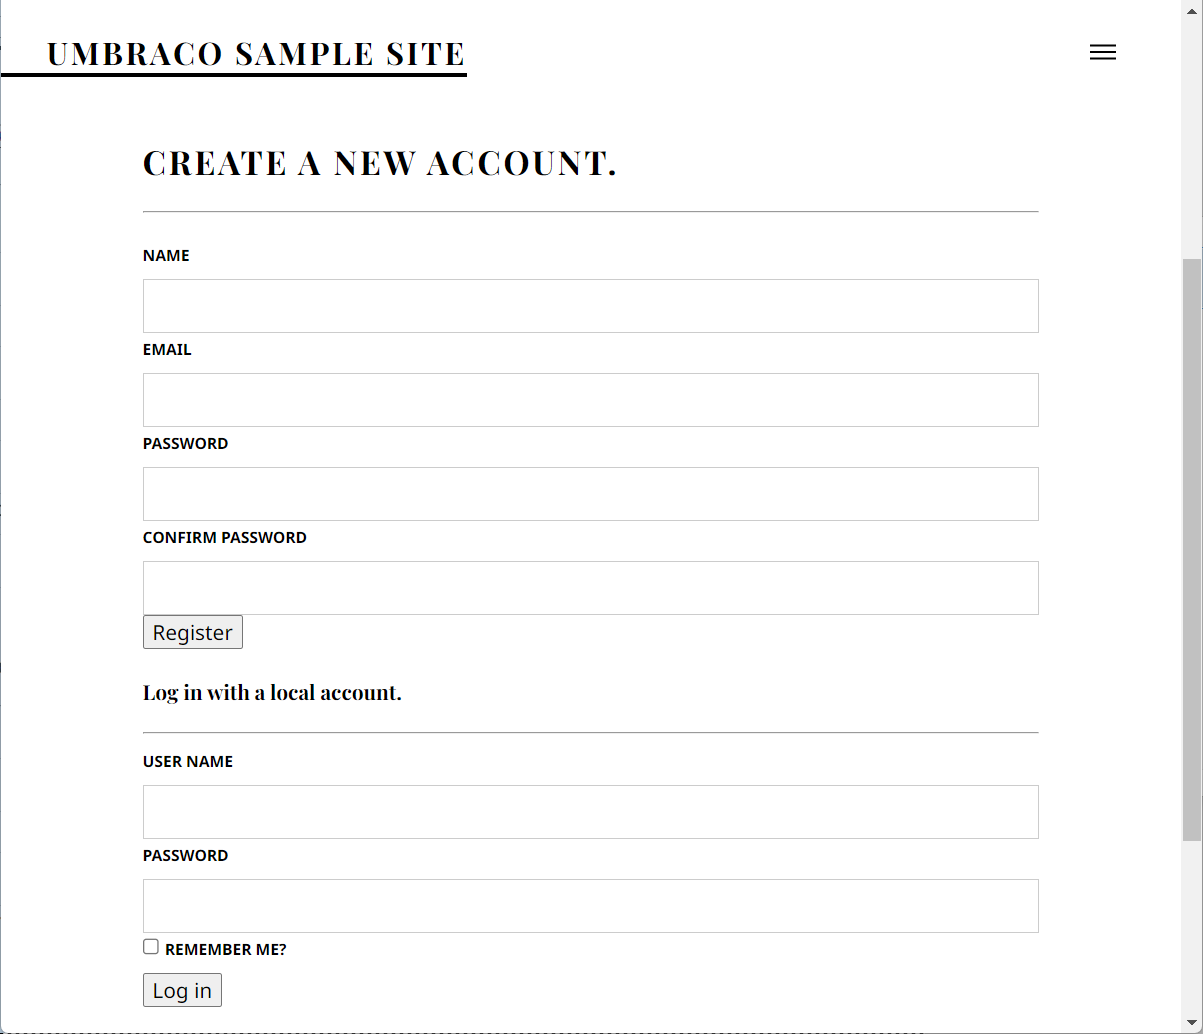 UMBRACO SAMPLE SITE
CREATE A NEW ACCOUNT.
NAME
EMAIL
PASSWORD
CONFIRM PASSWORD
Register
Log in with a local account.
USER NAME
PASSWORD
REMEMBER ME?
Log in